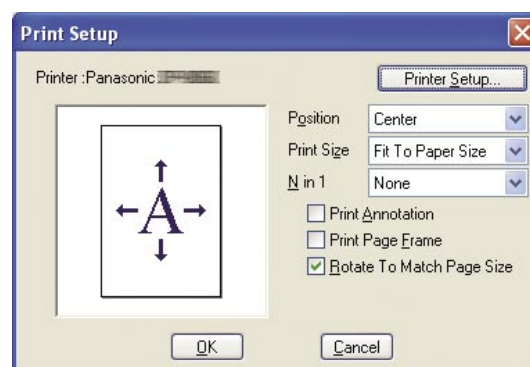 Print Setup
Printer :Panasonic
Printer Setup...
Position Center
Print Size Fit To Paper Size
N in 1 None
Print Annotation
Print Page Frame
Rotate To Match Page Size
A
OK Cancel